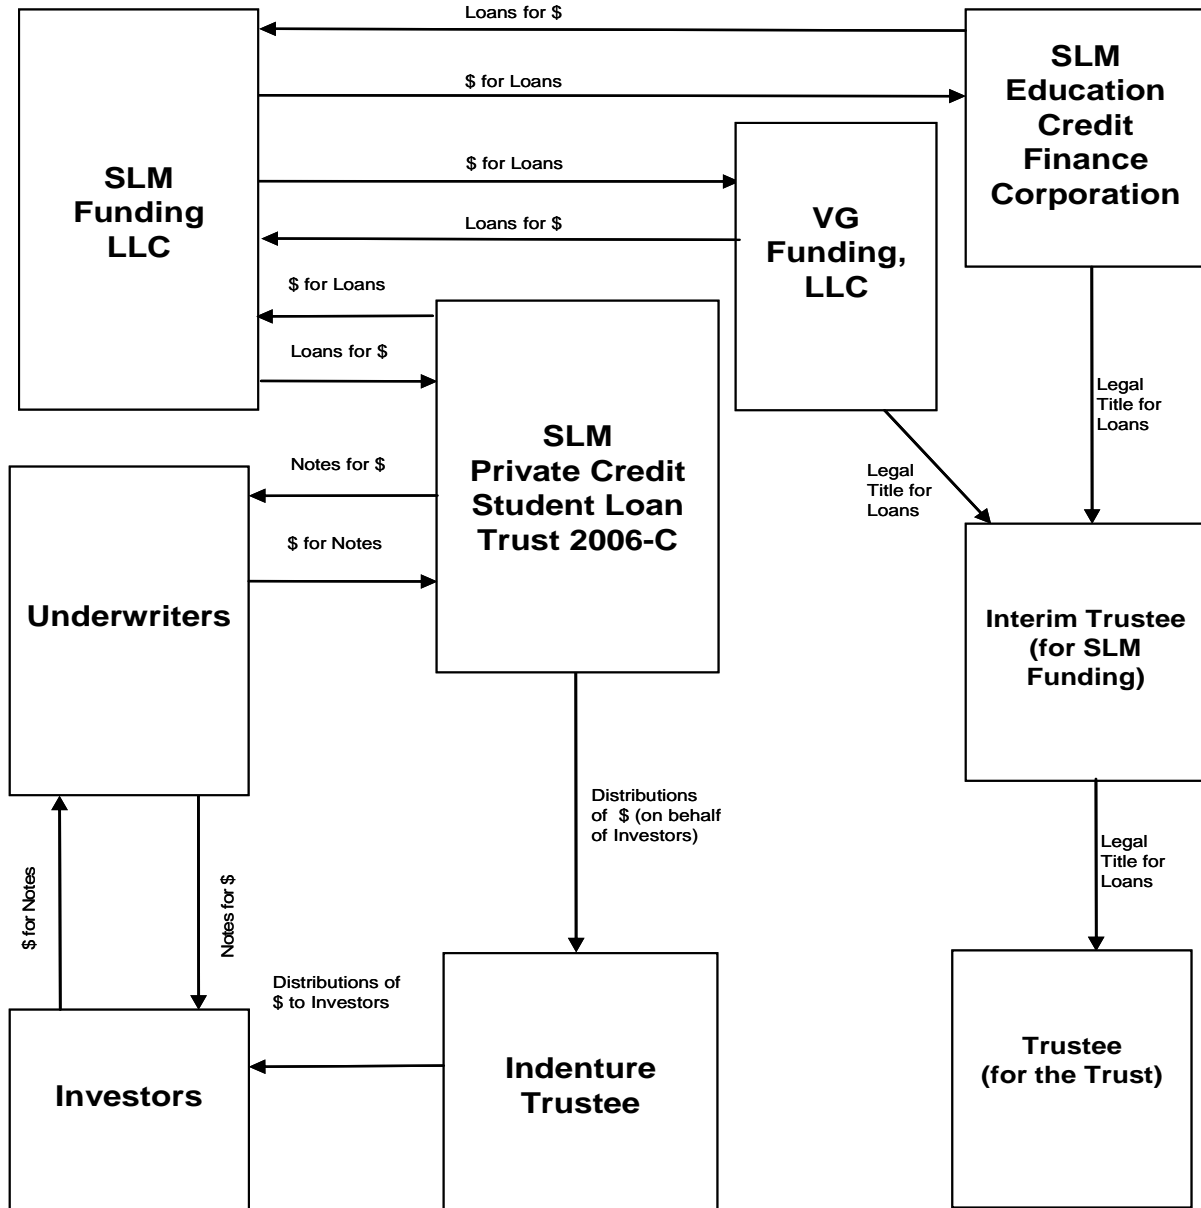 Loans for $
SLM
Education
Credit
Finance
Corporation
$ for Loans
SLM
Funding
LLC
$ for Loans
VG
Funding,
LLC
Loans for $
$ for Loans
Loans for $
SLM
Private Credit
Student Loan
Trust 2006-C
Legal
Title for
Loans
Legal
Title for
Loans
Notes for $
$ for Notes
Underwriters
Interim Trustee
(for SLM
Funding)
Distributions
of $ (on behalf
of Investors)
Legal
Title for
Loans
$ for Notes
Notes for $
Distributions of
$ to Investors
Investors
Indenture
Trustee
Trustee
(for the Trust)